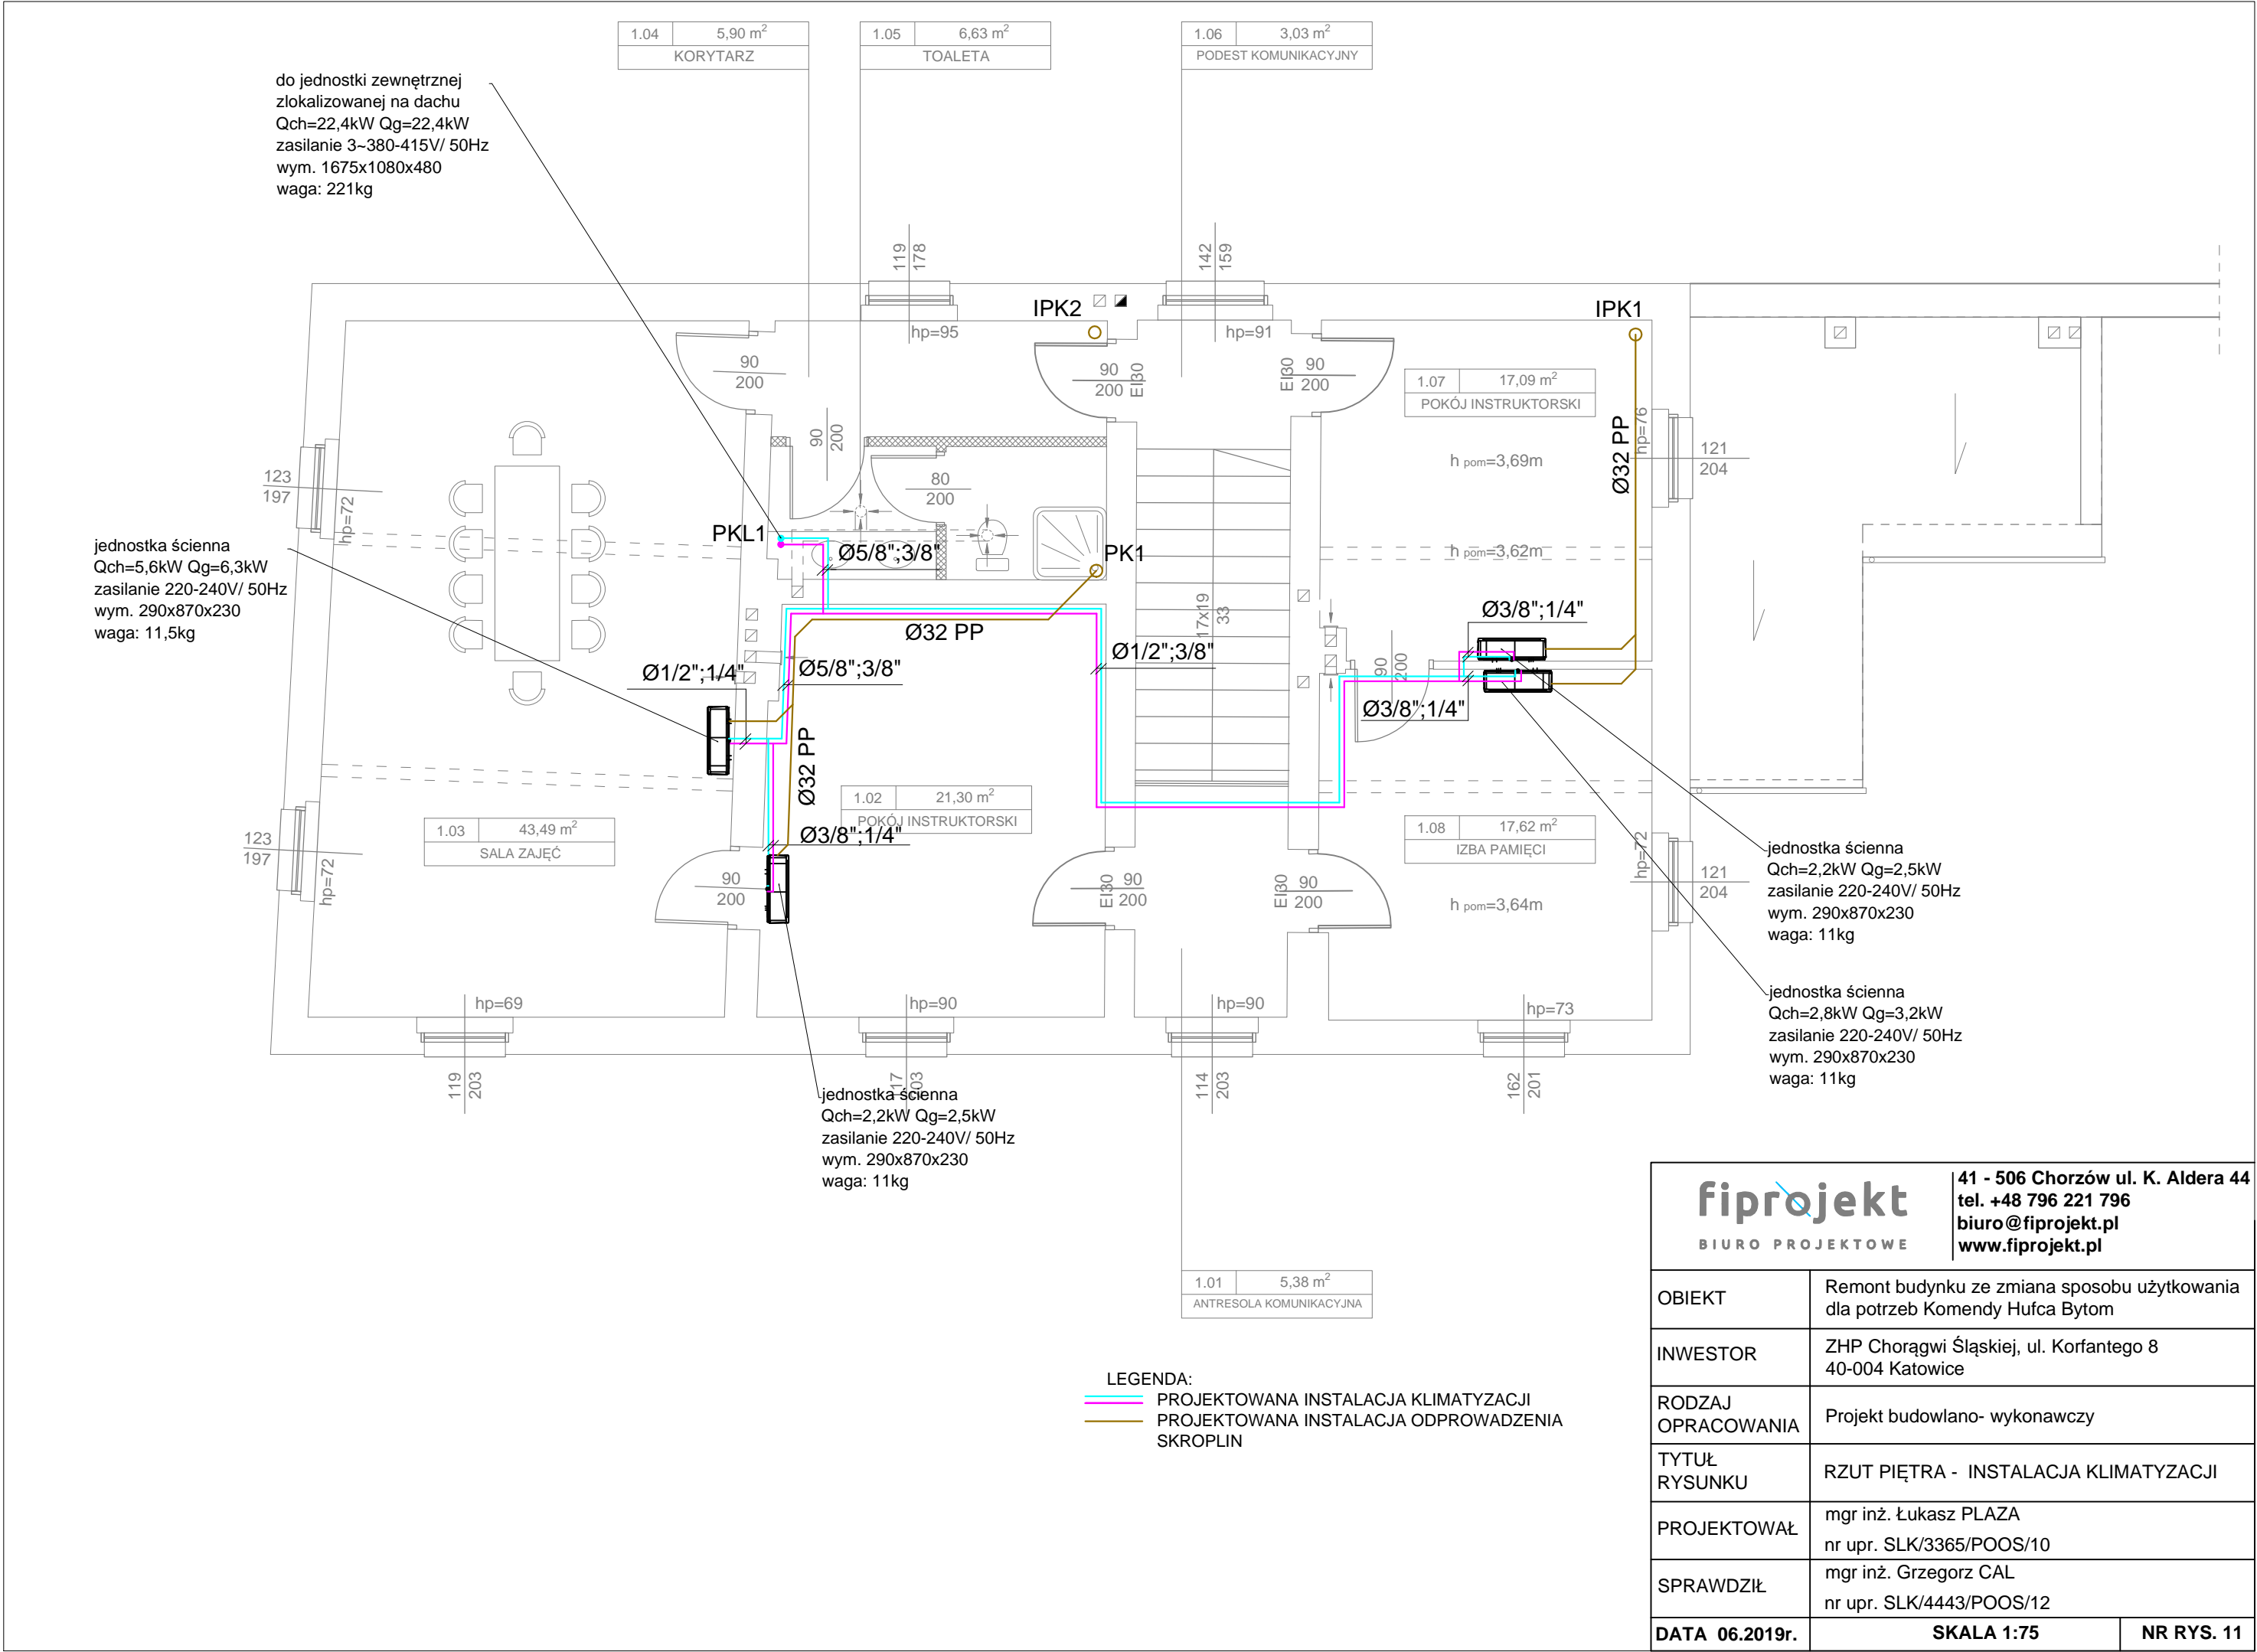 1.04 5,90 m²
KORYTARZ
1.05 6,63 m²
TOALETA
1.06 3,03 m²
PODEST KOMUNIKACYJNY
do jednostki zewnętrznej
zlokalizowanej na dachu
Qch=22,4kW Qg=22,4kW
zasilanie 3~380-415V/ 50Hz
wym. 1675x1080x480
waga: 221kg
119
178
hp=95
IPK2
142
159
hp=91
IPK1
90
200
90
200
EI30
EI30
90
200
1.07 17,09 m²
POKÓJ INSTRUKTORSKI
90
200
80
200
h pom=3,69m
Ø32 PP
hp=76
121
204
123
197
hp=72
PKL1
Ø5/8";3/8"
PK1
h pom=3,62m
jednostka ścienna
Qch=5,6kW Qg=6,3kW
zasilanie 220-240V/ 50Hz
wym. 290x870x230
waga: 11,5kg
Ø32 PP
17x19
33
Ø3/8";1/4"
Ø1/2";1/4"
Ø5/8";3/8"
Ø1/2";3/8"
90
200
Ø3/8";1/4"
Ø32 PP
1.02 21,30 m²
POKÓJ INSTRUKTORSKI
Ø3/8";1/4"
1.03 43,49 m²
SALA ZAJĘĆ
123
197
hp=72
1.08 17,62 m²
IZBA PAMIĘCI
hp=72
121
204
90
200
EI30
90
200
EI30
90
200
h pom=3,64m
jednostka ścienna
Qch=2,2kW Qg=2,5kW
zasilanie 220-240V/ 50Hz
wym. 290x870x230
waga: 11kg
jednostka ścienna
Qch=2,8kW Qg=3,2kW
zasilanie 220-240V/ 50Hz
wym. 290x870x230
waga: 11kg
hp=69
hp=90
hp=90
hp=73
119
203
114
203
162
201
jednostka ścienna
Qch=2,2kW Qg=2,5kW
zasilanie 220-240V/ 50Hz
wym. 290x870x230
waga: 11kg
1.01 5,38 m²
ANTRESOLA KOMUNIKACYJNA
LEGENDA:
PROJEKTOWANA INSTALACJA KLIMATYZACJI
PROJEKTOWANA INSTALACJA ODPROWADZENIA
SKROPLIN
fiprojekt
BIURO PROJEKTOWE
41 - 506 Chorzów ul. K. Aldera 44
tel. +48 796 221 796
biuro@fiprojekt.pl
www.fiprojekt.pl
OBIEKT
Remont budynku ze zmiana sposobu użytkowania
dla potrzeb Komendy Hufca Bytom
INWESTOR
ZHP Chorągwi Śląskiej, ul. Korfantego 8
40-004 Katowice
RODZAJ
OPRACOWANIA
Projekt budowlano- wykonawczy
TYTUŁ
RYSUNKU
RZUT PIĘTRA - INSTALACJA KLIMATYZACJI
PROJEKTOWAŁ
mgr inż. Łukasz PLAZA
nr upr. SLK/3365/POOS/10
SPRAWDZIŁ
mgr inż. Grzegorz CAL
nr upr. SLK/4443/POOS/12
DATA 06.2019r. SKALA 1:75 NR RYS. 11